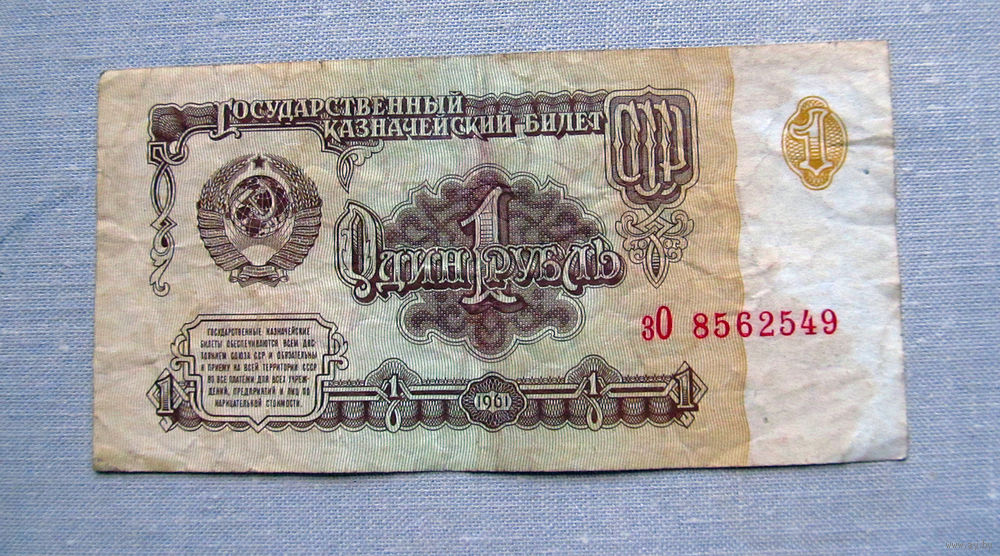 Государственный
казначейский билет
СССР
1
1
Один рубль
зО 8562549
ГОСУДАРСТВЕННЫЕ КАЗНАЧЕЙСКИЕ
БИЛЕТЫ ОБЕСПЕЧИВАЮТСЯ ВСЕМ ДОС-
ТОЯНИЕМ СОЮЗА ССР И ОБЯЗАТЕЛЬНЫ
К ПРИЕМУ НА ВСЕЙ ТЕРРИТОРИИ СССР
ВО ВСЕ ПЛАТЕЖИ ДЛЯ ВСЕХ УЧРЕЖ-
ДЕНИЙ, ПРЕДПРИЯТИЙ И ЛИЦ ПО
НАРИЦАТЕЛЬНОЙ СТОИМОСТИ.
1 1 1961 1 1